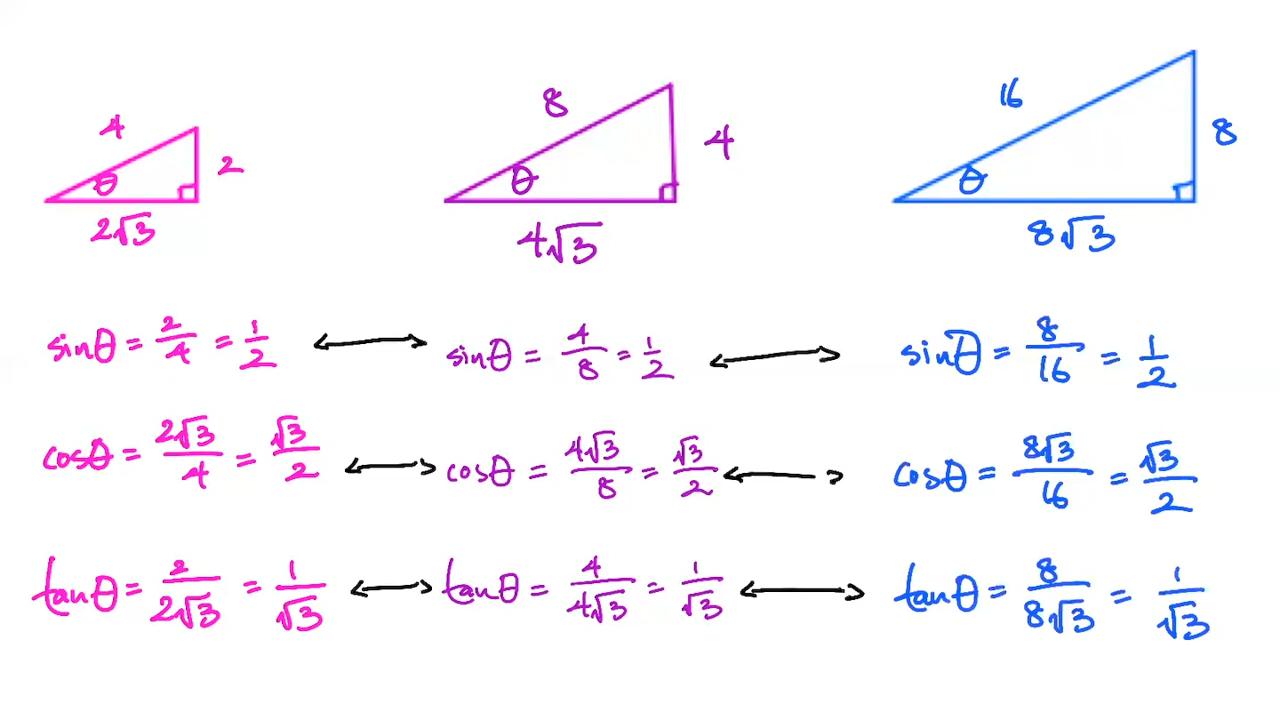 4
2
θ
2√3
8
4
θ
4√3
16
8
θ
8√3
sinθ = 2/4 = 1/2 ⟷ sinθ = 4/8 = 1/2 ⟷ sinθ = 8/16 = 1/2
cosθ = 2√3/4 = √3/2 ⟷ cosθ = 4√3/8 = √3/2 ⟷ cosθ = 8√3/16 = √3/2
tanθ = 2/2√3 = 1/√3 ⟷ tanθ = 4/4√3 = 1/√3 ⟷ tanθ = 8/8√3 = 1/√3